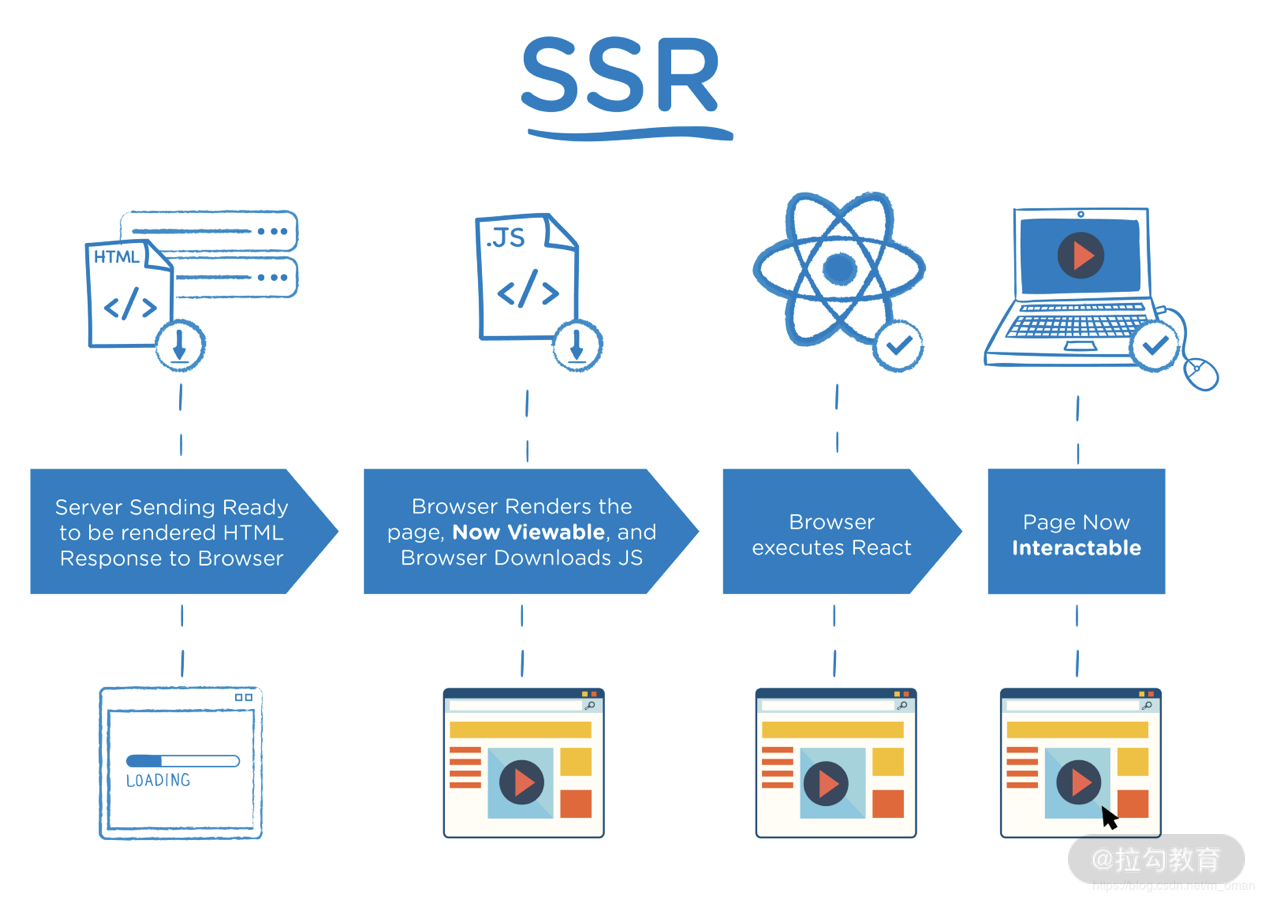 SSR
HTML
</>
.JS
</>
Server Sending Ready
to be rendered HTML
Response to Browser
Browser Renders the
page, Now Viewable, and
Browser Downloads JS
Browser
executes React
Page Now
Interactable
LOADING
@拉勾教育
https://blog.csdn.net/m_oman